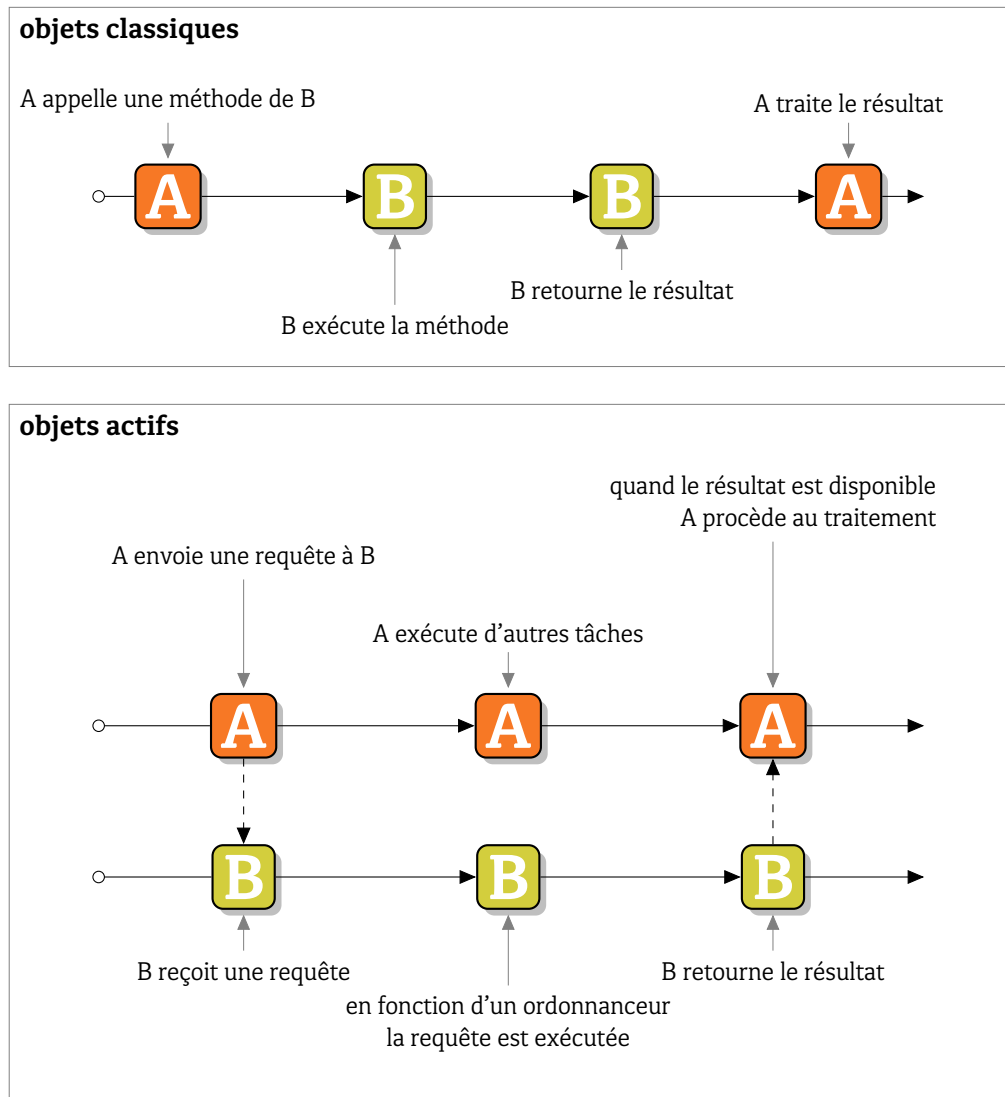 objets classiques
A appelle une méthode de B
A traite le résultat
A
B
B
A
B retourne le résultat
B exécute la méthode
objets actifs
quand le résultat est disponible
A procède au traitement
A envoie une requête à B
A exécute d'autres tâches
A
A
A
B
B
B
B reçoit une requête
B retourne le résultat
en fonction d'un ordonnanceur
la requête est exécutée